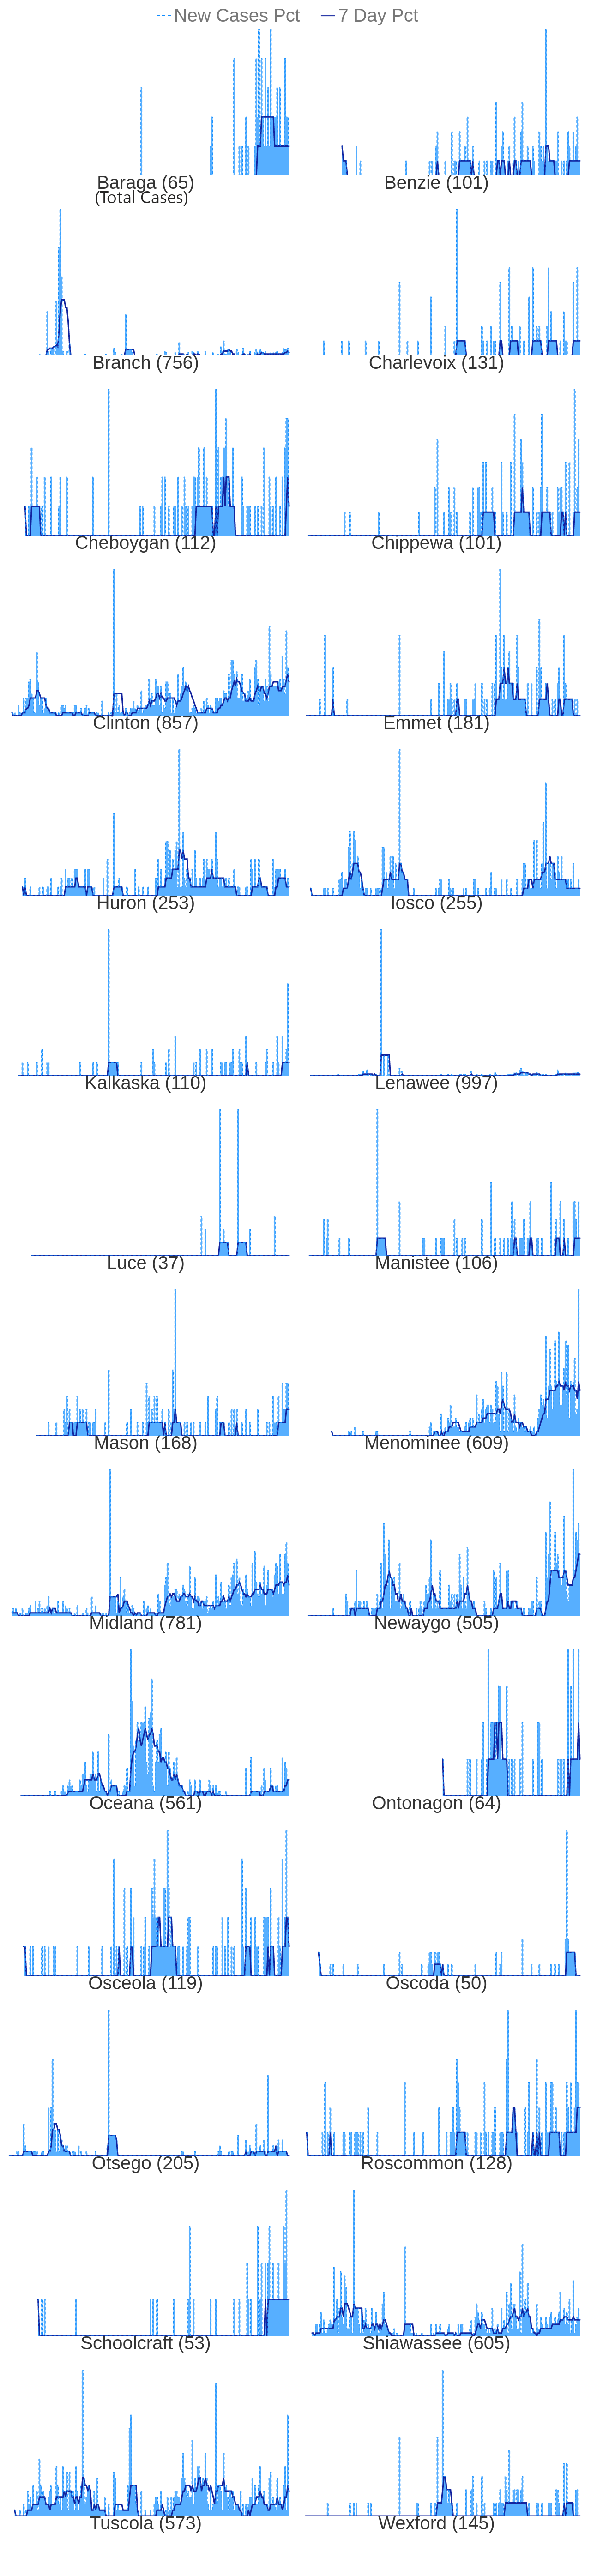 New Cases Pct 7 Day Pct
Baraga (65) Benzie (101)
(Total Cases)
Branch (756) Charlevoix (131)
Cheboygan (112) Chippewa (101)
Clinton (857) Emmet (181)
Huron (253) Iosco (255)
Kalkaska (110) Lenawee (997)
Luce (37) Manistee (106)
Mason (168) Menominee (609)
Midland (781) Newaygo (505)
Oceana (561) Ontonagon (64)
Osceola (119) Oscoda (50)
Otsego (205) Roscommon (128)
Schoolcraft (53) Shiawassee (605)
Tuscola (573) Wexford (145)